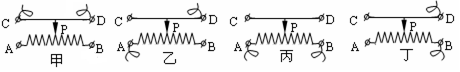 C D C D C D C D
P P P P
A B A B A B A B
甲 乙 丙 丁